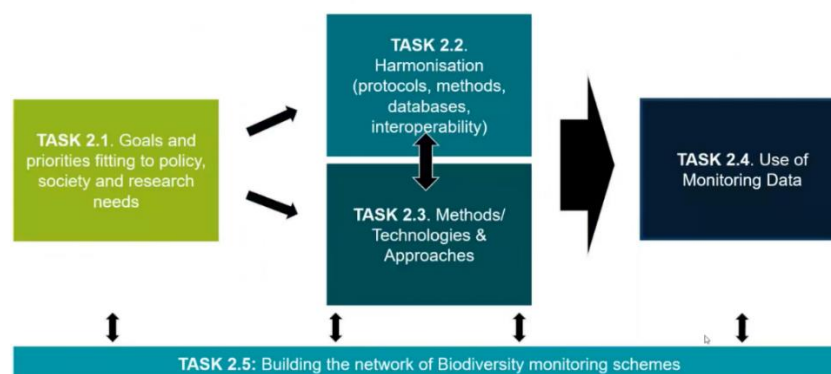 TASK 2.1. Goals and
priorities fitting to policy,
society and research
needs
TASK 2.2.
Harmonisation
(protocols, methods,
databases,
interoperability)
TASK 2.3. Methods/
Technologies &
Approaches
TASK 2.4. Use of
Monitoring Data
TASK 2.5: Building the network of Biodiversity monitoring schemes